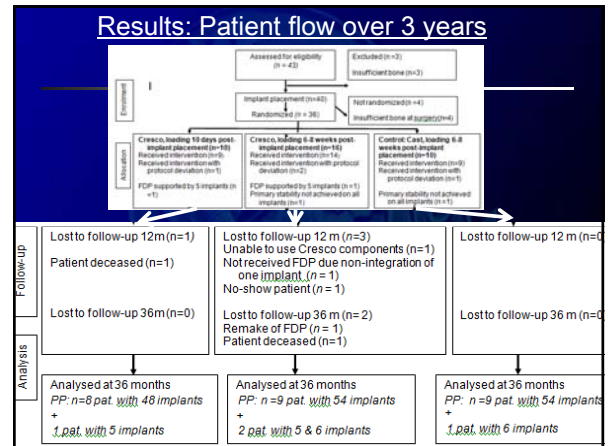 Results: Patient flow over 3 years
Assessed for eligibility
(n = 43)
Excluded (n=3)
Insufficient bone (n=3)
Enrolment
Implant placement (n=40)
Randomized (n = 36)
Not randomized (n=4)
Insufficient bone at surgery(n=4)
Allocation
Cresco, loading 10 days post-
implant placement (n=10)
Received intervention (n=9)
Received intervention with
protocol deviation (n=1)
FDP supported by 5 implants (n
=1)
Cresco, loading 6-8 weeks post-
implant placement (n=16)
Received intervention (n=14)
Received intervention with protocol deviation
(n=2)
FDP supported by 5 implants (n =1)
Primary stability not achieved on all
implants (n=1)
Control: Cast, loading 6-8
weeks post-implant
placement (n=10)
Received intervention (n=9)
Received intervention with
protocol deviation (n=1)
Primary stability not achieved
on all implants (n = 1)
Follow-up
Lost to follow-up 12m (n=1)
Patient deceased (n=1)
Lost to follow-up 36m (n=0)
Lost to follow-up 12 m (n=3)
Unable to use Cresco components (n=1)
Not received FDP due non-integration of
one implant (n = 1)
No-show patient (n = 1)
Lost to follow-up 36 m (n=2)
Remake of FDP (n = 1)
Patient deceased (n=1)
Lost to follow-up 12 m (n=0
Lost to follow-up 36 m (n=0
Analysis
Analysed at 36 months
PP: n=8 pat. with 48 implants
+
1 pat. with 5 implants
Analysed at 36 months
PP: n =9 pat. with 54 implants
+
2 pat. with 5 & 6 implants
Analysed at 36 months
PP: n =9 pat. with 54 implants
+
1 pat. with 6 implants